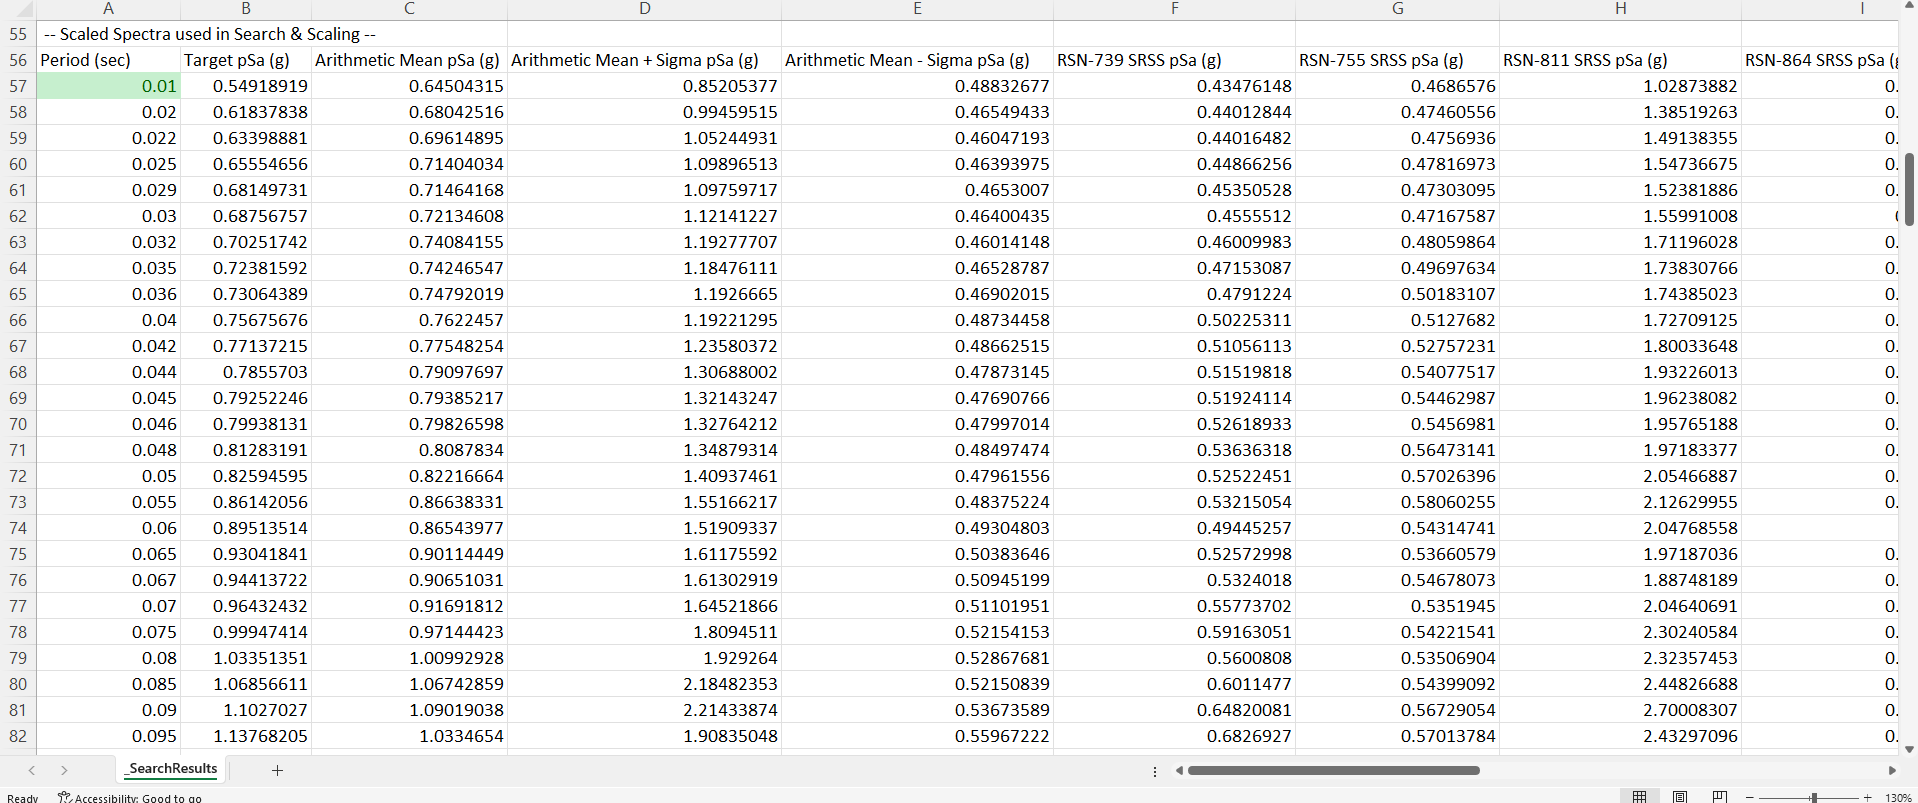 A B C D E F G H I
55 -- Scaled Spectra used in Search & Scaling --
56 Period (sec) Target pSa (g) Arithmetic Mean pSa (g) Arithmetic Mean + Sigma pSa (g) Arithmetic Mean - Sigma pSa (g) RSN-739 SRSS pSa (g) RSN-755 SRSS pSa (g) RSN-811 SRSS pSa (g) RSN-864 SRSS pSa (g
57 0.01 0.54918919 0.64504315 0.85205377 0.48832677 0.43476148 0.4686576 1.02873882 0.
58 0.02 0.61837838 0.68042516 0.99459515 0.46549433 0.44012844 0.47460556 1.38519263 0.
59 0.022 0.63398881 0.69614895 1.05244931 0.46047193 0.44016482 0.4756936 1.49138355 0.
60 0.025 0.65554656 0.71404034 1.09896513 0.46393975 0.44866256 0.47816973 1.54736675 0.
61 0.029 0.68149731 0.71464168 1.09759717 0.4653007 0.45350528 0.47303095 1.52381886 0.
62 0.03 0.68756757 0.72134608 1.12141227 0.46400435 0.4555512 0.47167587 1.55991008
63 0.032 0.70251742 0.74084155 1.19277707 0.46014148 0.46009983 0.48059864 1.71196028 0.
64 0.035 0.72381592 0.74246547 1.18476111 0.46528787 0.47153087 0.49697634 1.73830766 0.
65 0.036 0.73064389 0.74792019 1.1926665 0.46902015 0.4791224 0.50183107 1.74385023 0.
66 0.04 0.75675676 0.7622457 1.19221295 0.48734458 0.50225311 0.5127682 1.72709125 0.
67 0.042 0.77137215 0.77548254 1.23580372 0.48662515 0.51056113 0.52757231 1.80033648 0.
68 0.044 0.7855703 0.79097697 1.30688002 0.47873145 0.51519818 0.54077517 1.93226013 0.
69 0.045 0.79252246 0.79385217 1.32143247 0.47690766 0.51924114 0.54462987 1.96238082 0.
70 0.046 0.79938131 0.79826598 1.32764212 0.47997014 0.52618933 0.5456981 1.95765188 0.
71 0.048 0.81283191 0.8087834 1.34879314 0.48497474 0.53636318 0.56473141 1.97183377 0.
72 0.05 0.82594595 0.82216664 1.40937461 0.47961556 0.52522451 0.57026396 2.05466887 0.
73 0.055 0.86142056 0.86638331 1.55166217 0.48375224 0.53215054 0.58060255 2.12629955 0.
74 0.06 0.89513514 0.86543977 1.51909337 0.49304803 0.49445257 0.54314741 2.04768558
75 0.065 0.93041841 0.90114449 1.61175592 0.50383646 0.52572998 0.53660579 1.97187036 0.
76 0.067 0.94413722 0.90651031 1.61302919 0.50945199 0.5324018 0.54678073 1.88748189 0.
77 0.07 0.96432432 0.91691812 1.64521866 0.51101951 0.55773702 0.5351945 2.04640691 0.
78 0.075 0.99947414 0.97144423 1.8094511 0.52154153 0.59163051 0.54221541 2.30240584 0.
79 0.08 1.03351351 1.00992928 1.929264 0.52867681 0.5600808 0.53506904 2.32357453 0.
80 0.085 1.06856611 1.06742859 2.18482353 0.52150839 0.6011477 0.54399092 2.44826688 0.
81 0.09 1.1027027 1.09019038 2.21433874 0.53673589 0.64820081 0.56729054 2.70008307 0.
82 0.095 1.13768205 1.0334654 1.90835048 0.55967222 0.6826927 0.57013784 2.43297096 0.
_SearchResults
Ready Accessibility: Good to go 130%